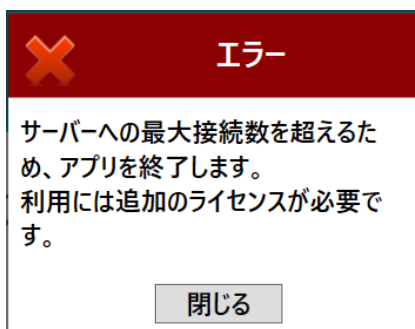 エラー
サーバーへの最大接続数を超えるた
め、アプリを終了します。
利用には追加のライセンスが必要で
す。
閉じる